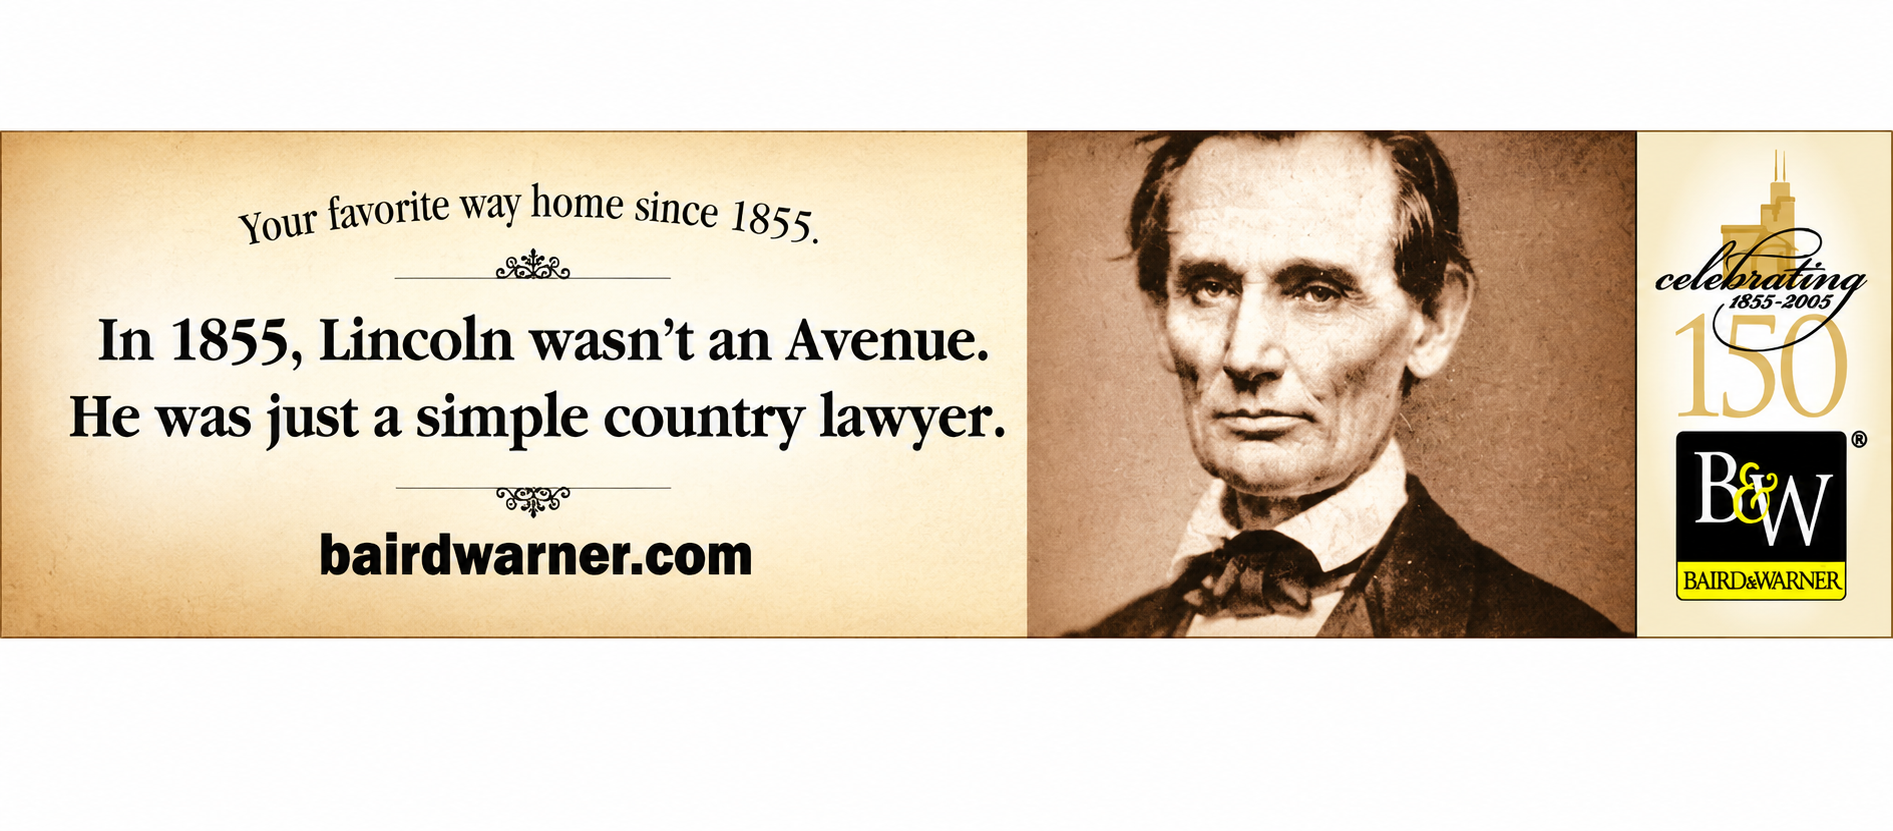 Your favorite way home since 1855.
In 1855, Lincoln wasn't an Avenue.
He was just a simple country lawyer.
bairdwarner.com
celebrating
1855-2005
150
B&W
®
BAIRD&WARNER